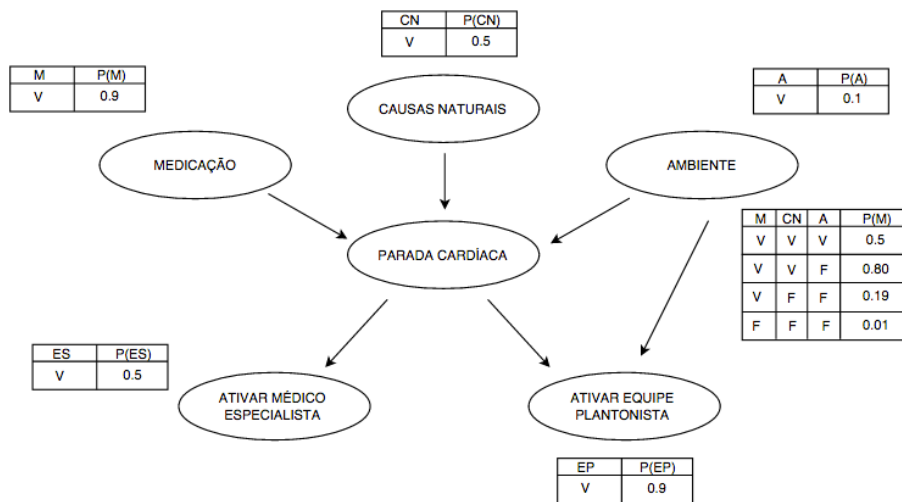 CN P(CN)
V 0.5
M P(M)
V 0.9
A P(A)
V 0.1
CAUSAS NATURAIS
MEDICAÇÃO
AMBIENTE
M CN A P(M)
V V V 0.5
V V F 0.80
V F F 0.19
F F F 0.01
PARADA CARDÍACA
ES P(ES)
V 0.5
ATIVAR MÉDICO
ESPECIALISTA
ATIVAR EQUIPE
PLANTONISTA
EP P(EP)
V 0.9